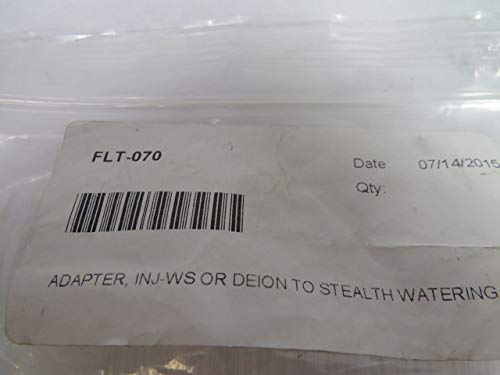 FLT-070
Date: 07/14/2015
Qty:
ADAPTER, INJ-WS OR DEION TO STEALTH WATERING